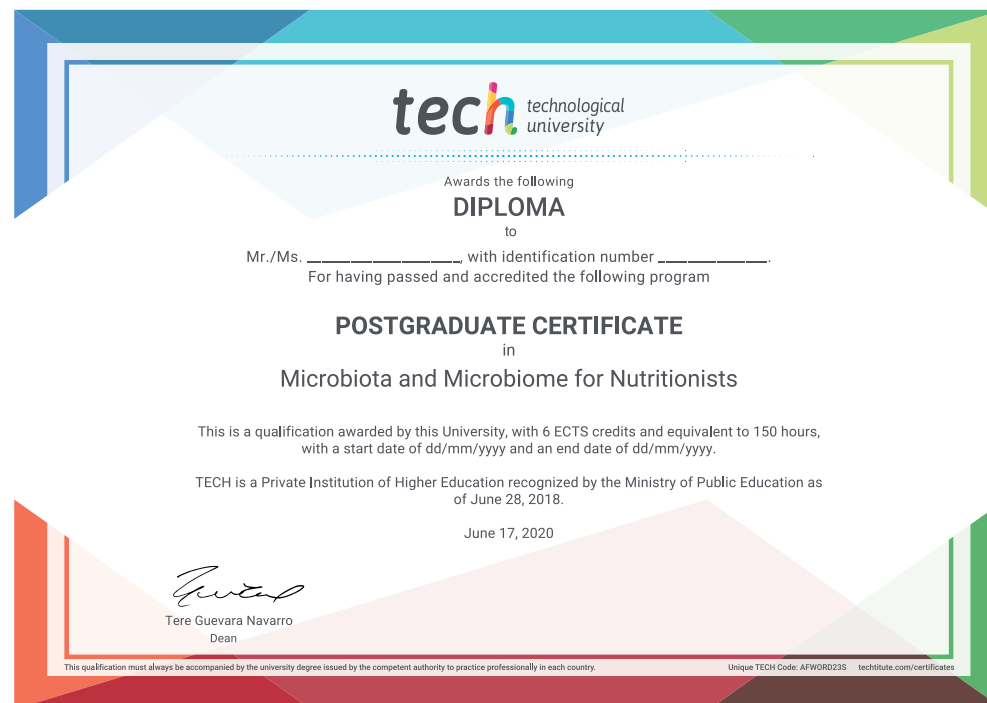 tech technological
university
Awards the following
DIPLOMA
to
Mr./Ms. _____________________, with identification number _______________.
For having passed and accredited the following program
POSTGRADUATE CERTIFICATE
in
Microbiota and Microbiome for Nutritionists
This is a qualification awarded by this University, with 6 ECTS credits and equivalent to 150 hours,
with a start date of dd/mm/yyyy and an end date of dd/mm/yyyy.
TECH is a Private Institution of Higher Education recognized by the Ministry of Public Education as
of June 28, 2018.
June 17, 2020
Tere Guevara Navarro
Dean
This qualification must always be accompanied by the university degree issued by the competent authority to practice professionally in each country.
Unique TECH Code: AFWORD23S techtitute.com/certificates